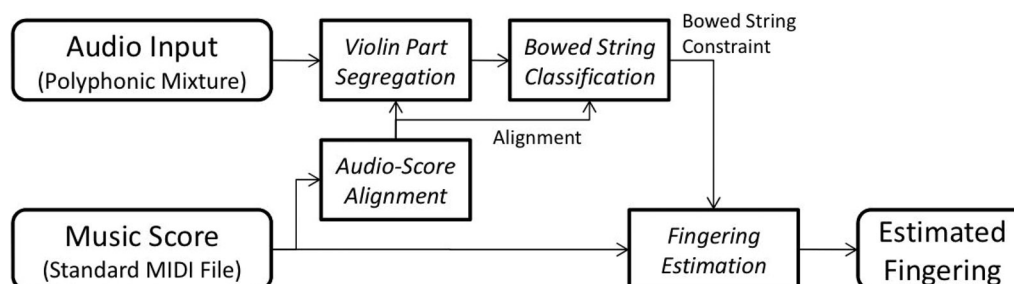 Audio Input
(Polyphonic Mixture)
Violin Part
Segregation
Bowed String
Classification
Bowed String
Constraint
Alignment
Audio-Score
Alignment
Music Score
(Standard MIDI File)
Fingering
Estimation
Estimated
Fingering